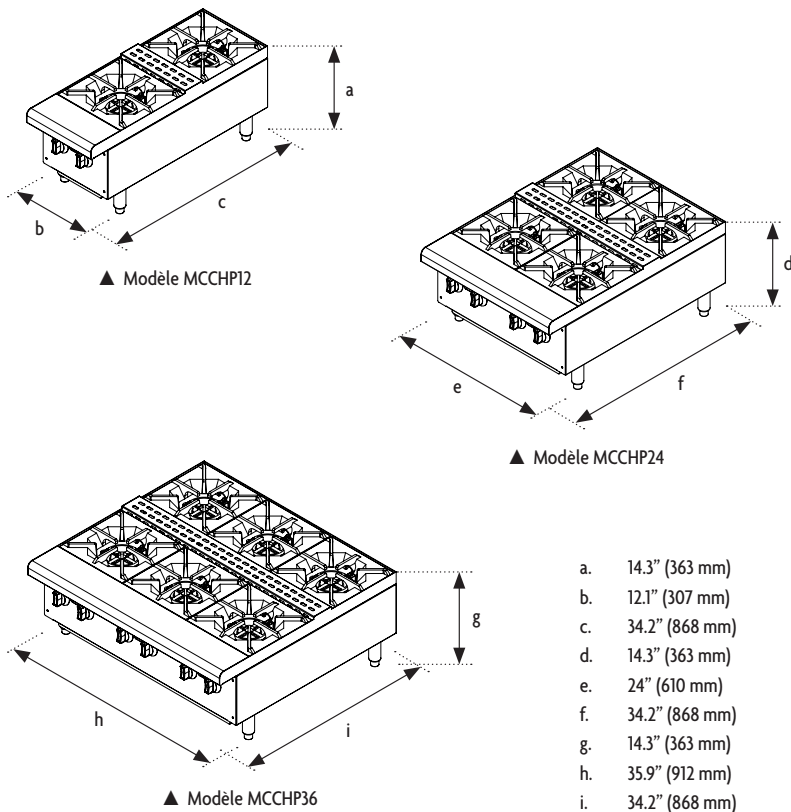 a
b
c
▲ Modèle MCCHP12
d
e
f
▲ Modèle MCCHP24
g
h
i
▲ Modèle MCCHP36
a. 14.3” (363 mm)
b. 12.1” (307 mm)
c. 34.2” (868 mm)
d. 14.3” (363 mm)
e. 24” (610 mm)
f. 34.2” (868 mm)
g. 14.3” (363 mm)
h. 35.9” (912 mm)
i. 34.2” (868 mm)